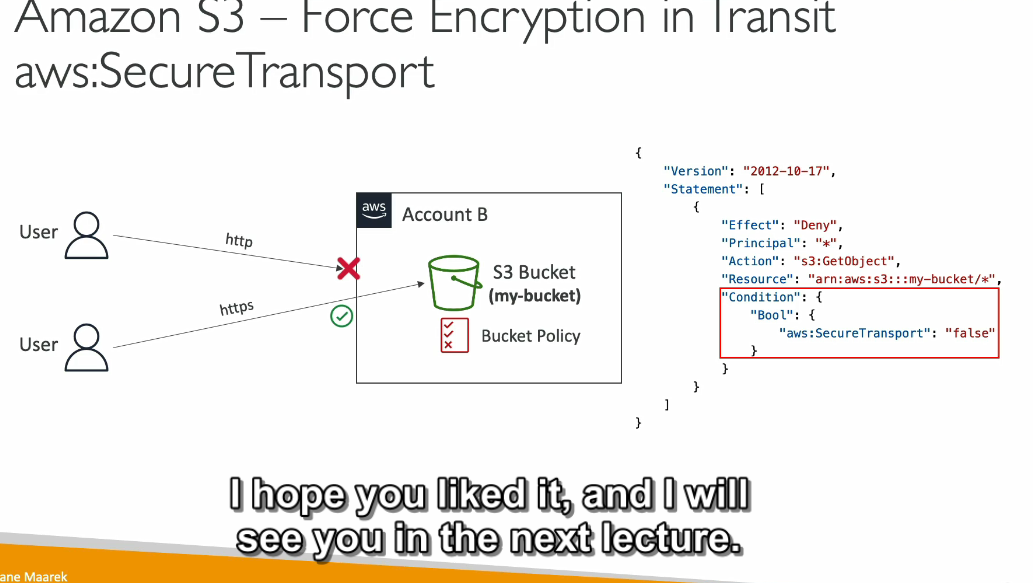 Amazon S3 – Force Encryption in Transit
aws:SecureTransport
User
http
User
https
aws
Account B
S3 Bucket
(my-bucket)
Bucket Policy
{
"Version": "2012-10-17",
"Statement": [
{
"Effect": "Deny",
"Principal": "*",
"Action": "s3:GetObject",
"Resource": "arn:aws:s3:::my-bucket/*",
"Condition": {
"Bool": {
"aws:SecureTransport": "false"
}
}
}
]
}
I hope you liked it, and I will
see you in the next lecture.
ane Maarek